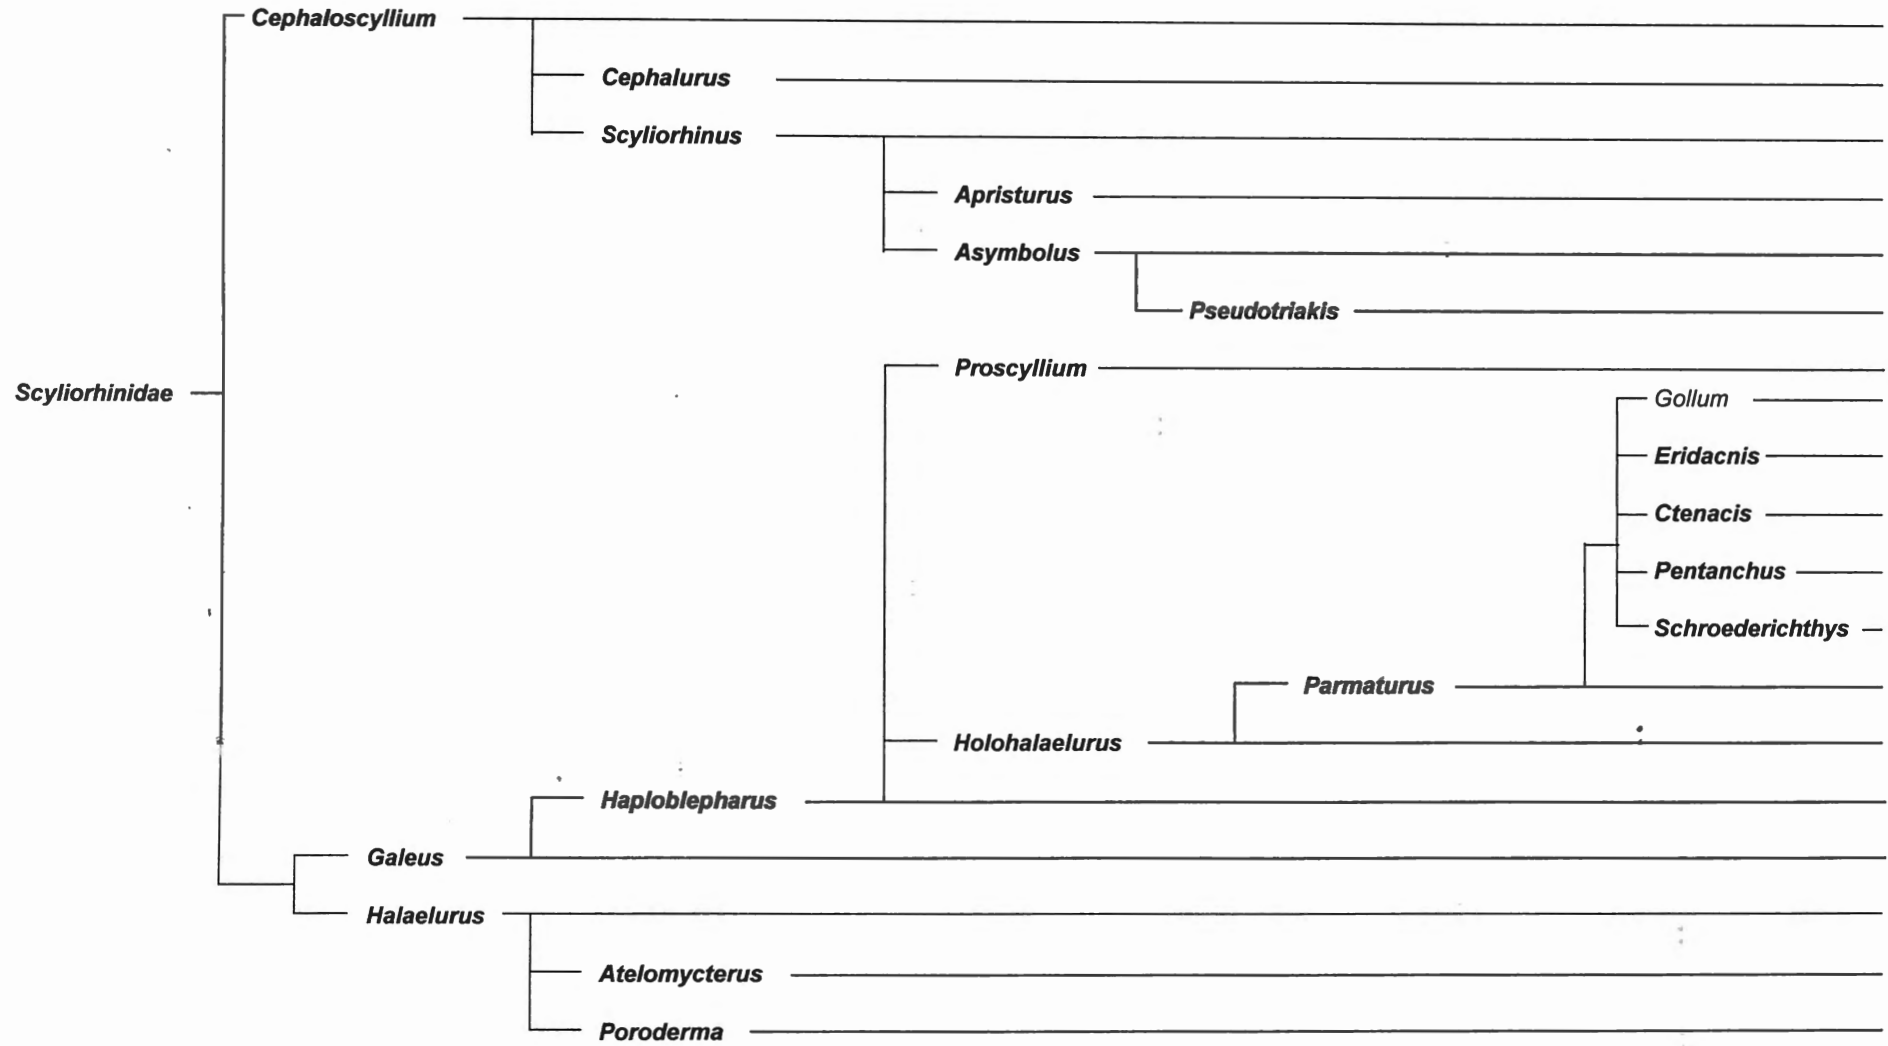 Cephaloscyllium
Cephalurus
Scyliorhinus
Apristurus
Asymbolus
Pseudotriakis
Proscyllium
Scyliorhinidae
Gollum
Eridacnis
Ctenacis
Pentanchus
Schroederichthys
Parmaturus
Holohalaelurus
Haploblepharus
Galeus
Halaelurus
Atelomycterus
Poroderma